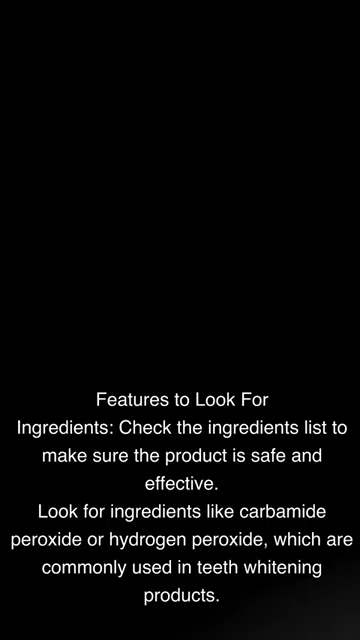 Features to Look For
Ingredients: Check the ingredients list to
make sure the product is safe and
effective.
Look for ingredients like carbamide
peroxide or hydrogen peroxide, which are
commonly used in teeth whitening
products.